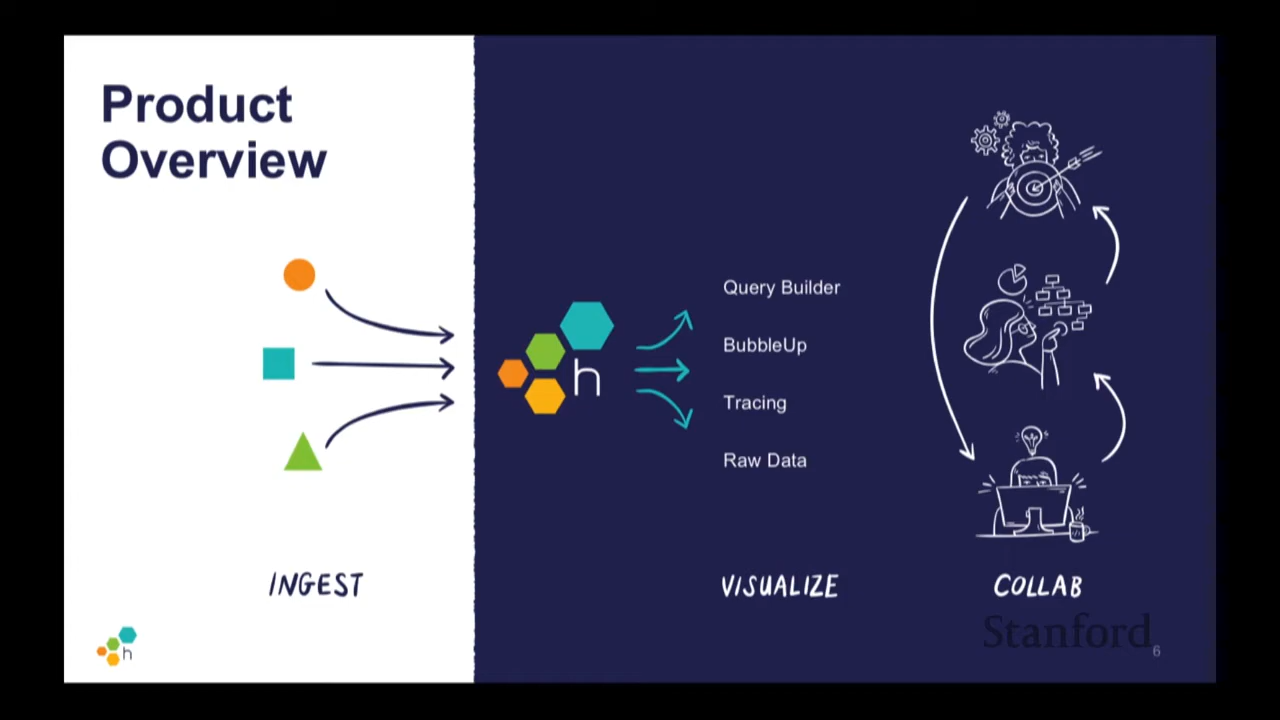 Product
Overview
Query Builder
BubbleUp
Tracing
Raw Data
h
INGEST
VISUALIZE
COLLAB
Stanford
6
h